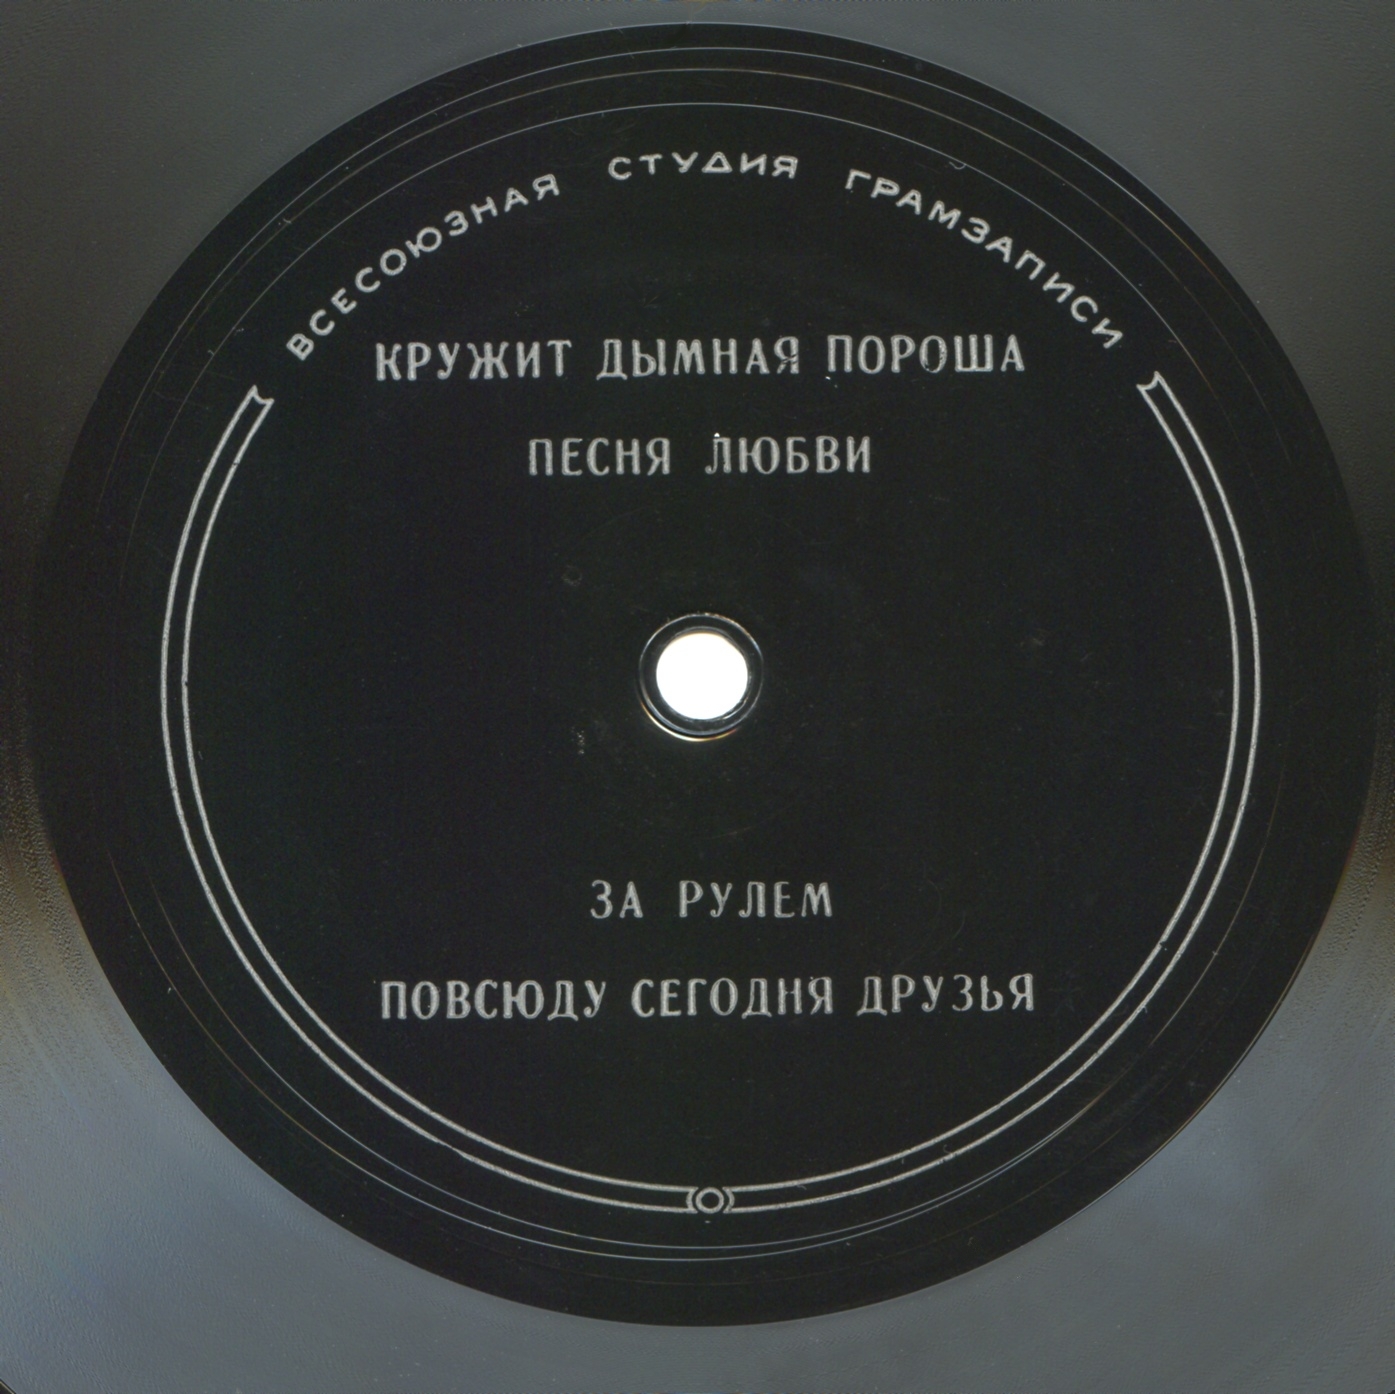 ВСЕСОЮЗНАЯ СТУДИЯ ГРАМЗАПИСИ
КРУЖИТ ДЫМНАЯ ПОРОША
ПЕСНЯ ЛЮБВИ
ЗА РУЛЕМ
ПОВСЮДУ СЕГОДНЯ ДРУЗЬЯ